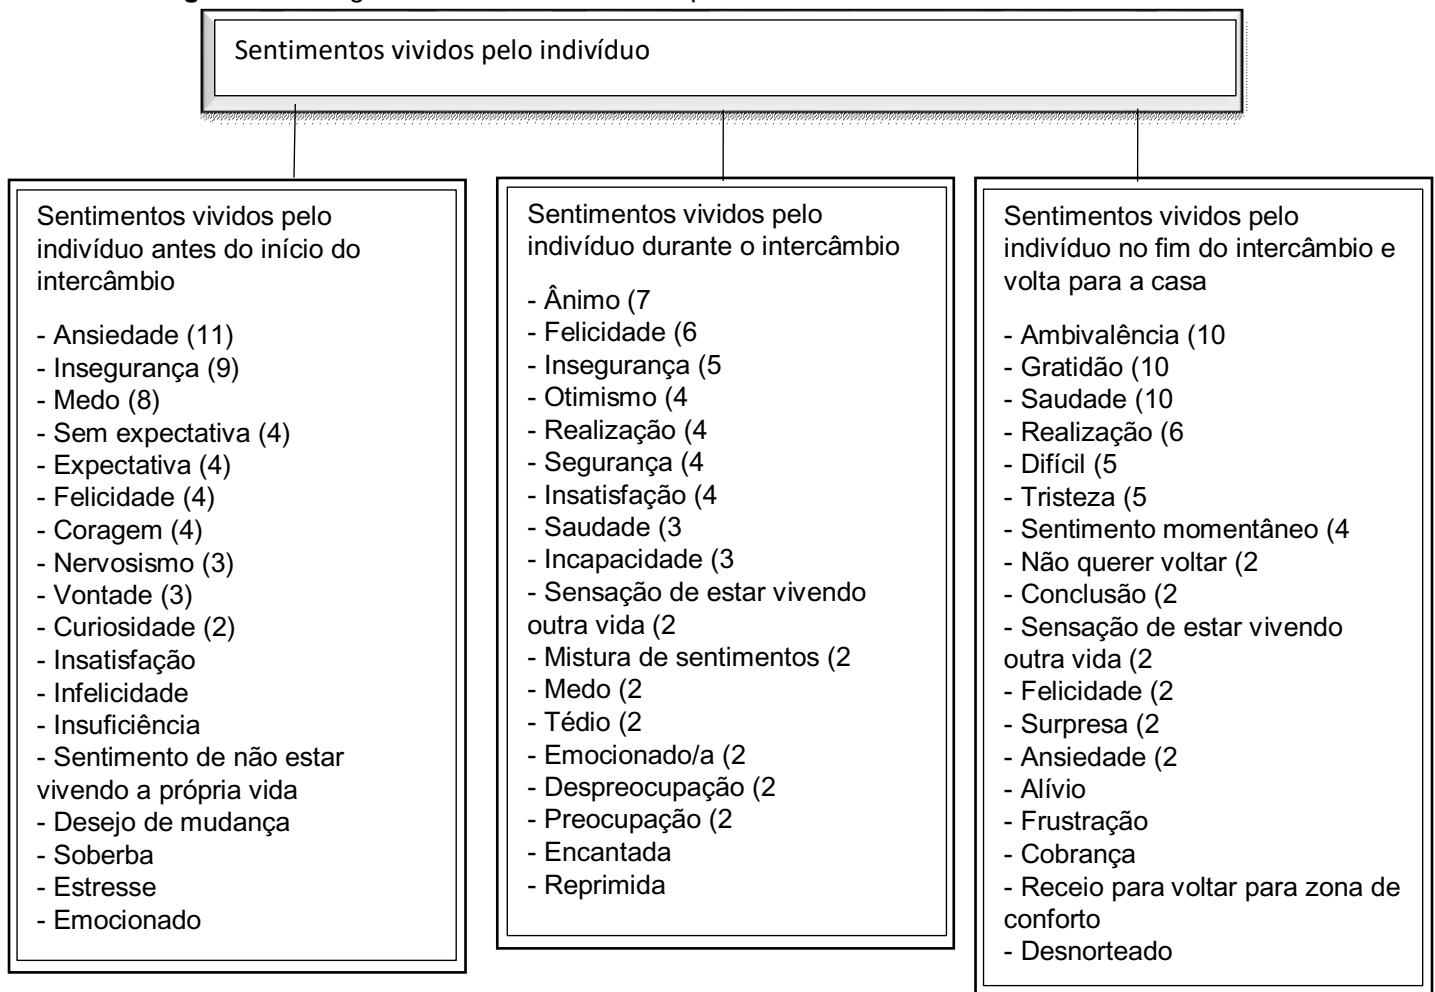 Sentimentos vividos pelo indivíduo
Sentimentos vividos pelo
indivíduo antes do início do
intercâmbio
- Ansiedade (11)
- Insegurança (9)
- Medo (8)
- Sem expectativa (4)
- Expectativa (4)
- Felicidade (4)
- Coragem (4)
- Nervosismo (3)
- Vontade (3)
- Curiosidade (2)
- Insatisfação
- Infelicidade
- Insuficiência
- Sentimento de não estar
vivendo a própria vida
- Desejo de mudança
- Soberba
- Estresse
- Emocionado
Sentimentos vividos pelo
indivíduo durante o intercâmbio
- Ânimo (7
- Felicidade (6
- Insegurança (5
- Otimismo (4
- Realização (4
- Segurança (4
- Insatisfação (4
- Saudade (3
- Incapacidade (3
- Sensação de estar vivendo
outra vida (2
- Mistura de sentimentos (2
- Medo (2
- Tédio (2
- Emocionado/a (2
- Despreocupação (2
- Preocupação (2
- Encantada
- Reprimida
Sentimentos vividos pelo
indivíduo no fim do intercâmbio e
volta para a casa
- Ambivalência (10
- Gratidão (10
- Saudade (10
- Realização (6
- Difícil (5
- Tristeza (5
- Sentimento momentâneo (4
- Não querer voltar (2
- Conclusão (2
- Sensação de estar vivendo
outra vida (2
- Felicidade (2
- Surpresa (2
- Ansiedade (2
- Alívio
- Frustração
- Cobrança
- Receio para voltar para zona de
conforto
- Desnorteado